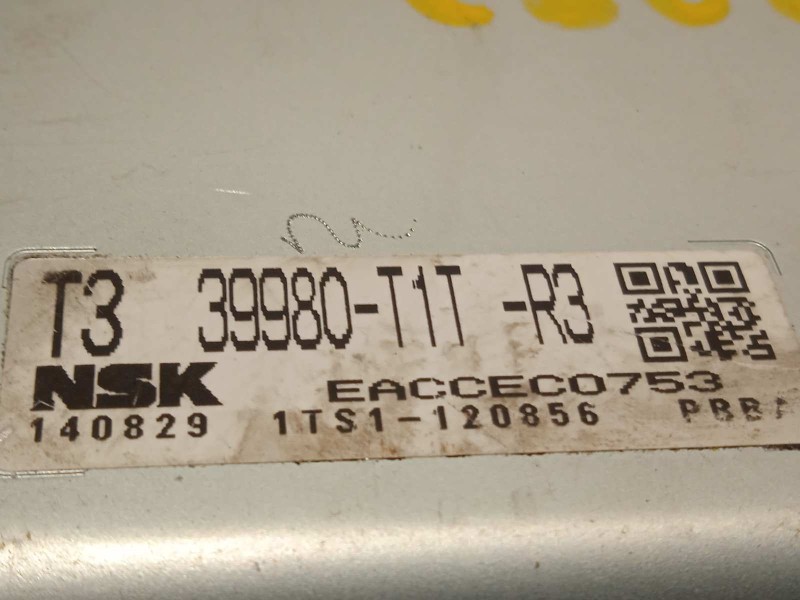 T3 39980-T1T -R3
NSK EACCEC0753
140829 1TS1-120856